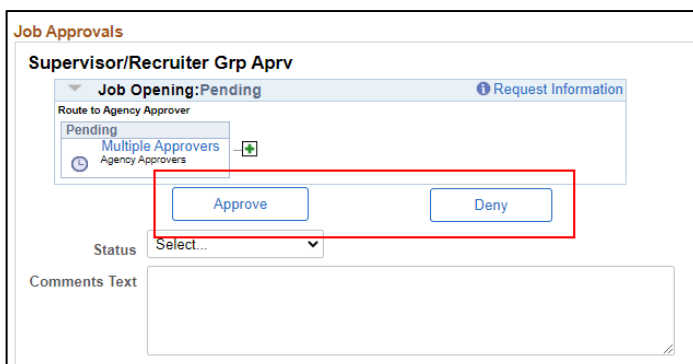 Job Approvals
Supervisor/Recruiter Grp Aprv
Job Opening:Pending
Request Information
Route to Agency Approver
Pending
Multiple Approvers
Agency Approvers
Approve
Deny
Status
Select...
Comments Text